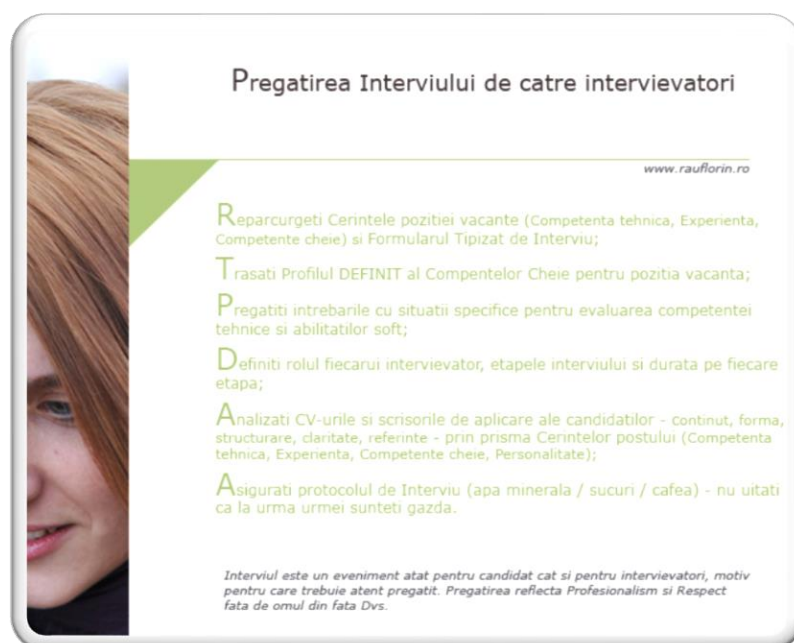 Pregatirea Interviului de catre intervievatori
www.rauflorin.ro
Reparcurgeti Cerintele pozitiei vacante (Competenta tehnica, Experienta,
Competente cheie) si Formularul Tipizat de Interviu;
Trasati Profilul DEFINIT al Compentelor Cheie pentru pozitia vacanta;
Pregatiti intrebarile cu situatii specifice pentru evaluarea competentei
tehnice si abilitatilor soft;
Definiti rolul fiecarui intervievator, etapele interviului si durata pe fiecare
etapa;
Analizati CV-urile si scrisorile de aplicare ale candidatilor - continut, forma,
structurare, claritate, referinte - prin prisma Cerintelor postului (Competenta
tehnica, Experienta, Competente cheie, Personalitate);
Asigurati protocolul de Interviu (apa minerala / sucuri / cafea) - nu uitati
ca la urma urmei sunteti gazda.
Interviul este un eveniment atat pentru candidat cat si pentru intervievatori, motiv
pentru care trebuie atent pregatit. Pregatirea reflecta Profesionalism si Respect
fata de omul din fata Dvs.